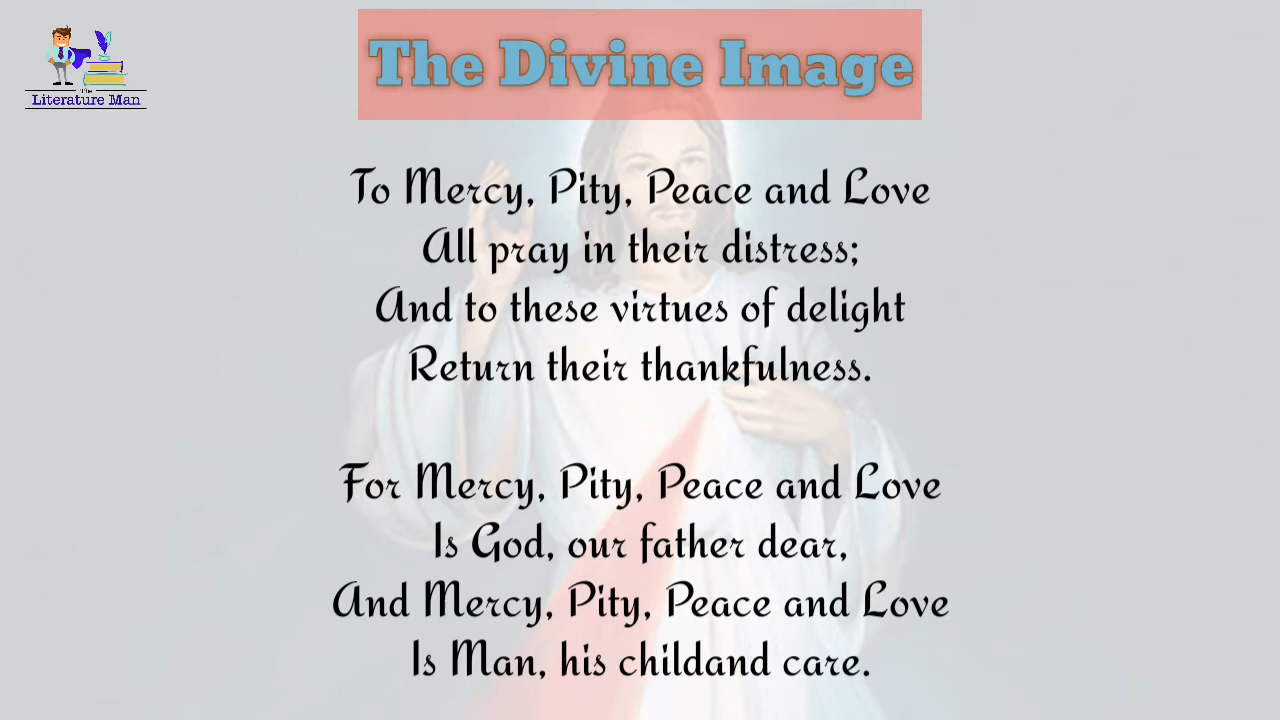 The Divine Image
The
Literature Man
To Mercy, Pity, Peace and Love
All pray in their distress;
And to these virtues of delight
Return their thankfulness.
For Mercy, Pity, Peace and Love
Is God, our father dear,
And Mercy, Pity, Peace and Love
Is Man, his childand care.